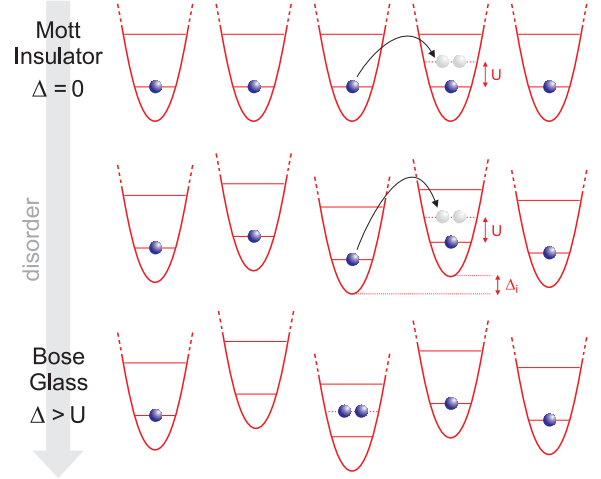 Mott
Insulator
Δ = 0
U
disorder
U
Δi
Bose
Glass
Δ > U